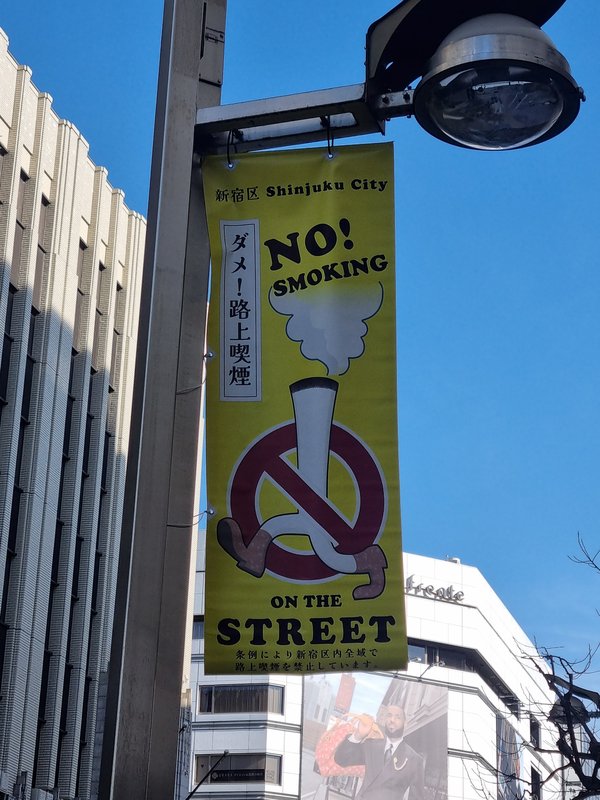 新宿区 Shinjuku City
NO!
SMOKING
ダメ！路上喫煙
ON THE
STREET
条例により新宿区内全域で
路上喫煙を禁止しています。